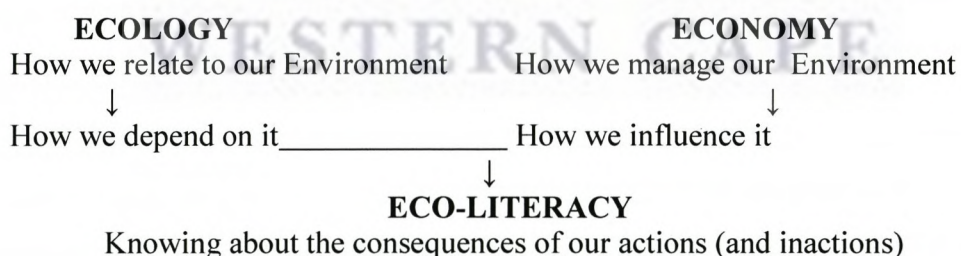 ECOLOGY ECONOMY
WESTERN CAPE
How we relate to our Environment How we manage our Environment
↓ ↓
How we depend on it________________ How we influence it
↓
ECO-LITERACY
Knowing about the consequences of our actions (and inactions)